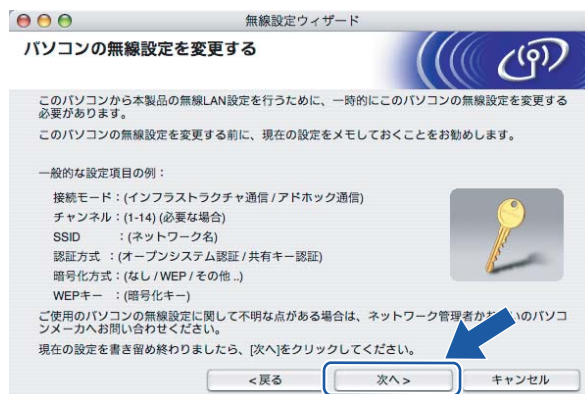 無線設定ウィザード
パソコンの無線設定を変更する
このパソコンから本製品の無線LAN設定を行うために、一時的にこのパソコンの無線設定を変更する
必要があります。
このパソコンの無線設定を変更する前に、現在の設定をメモしておくことをお勧めします。
一般的な設定項目の例：
接続モード：(インフラストラクチャ通信 / アドホック通信)
チャンネル：(1-14) (必要な場合)
SSID ：(ネットワーク名)
認証方式 ：(オープンシステム認証 / 共有キー認証)
暗号化方式：(なし / WEP / その他 ..)
WEPキー ：(暗号化キー)
ご使用のパソコンの無線設定に関して不明な点がある場合は、ネットワーク管理者かお いのパソコ
ンメーカへお問い合わせください。
現在の設定を書き留め終わりましたら、[次へ]をクリックしてください。
<戻る 次へ > キャンセル